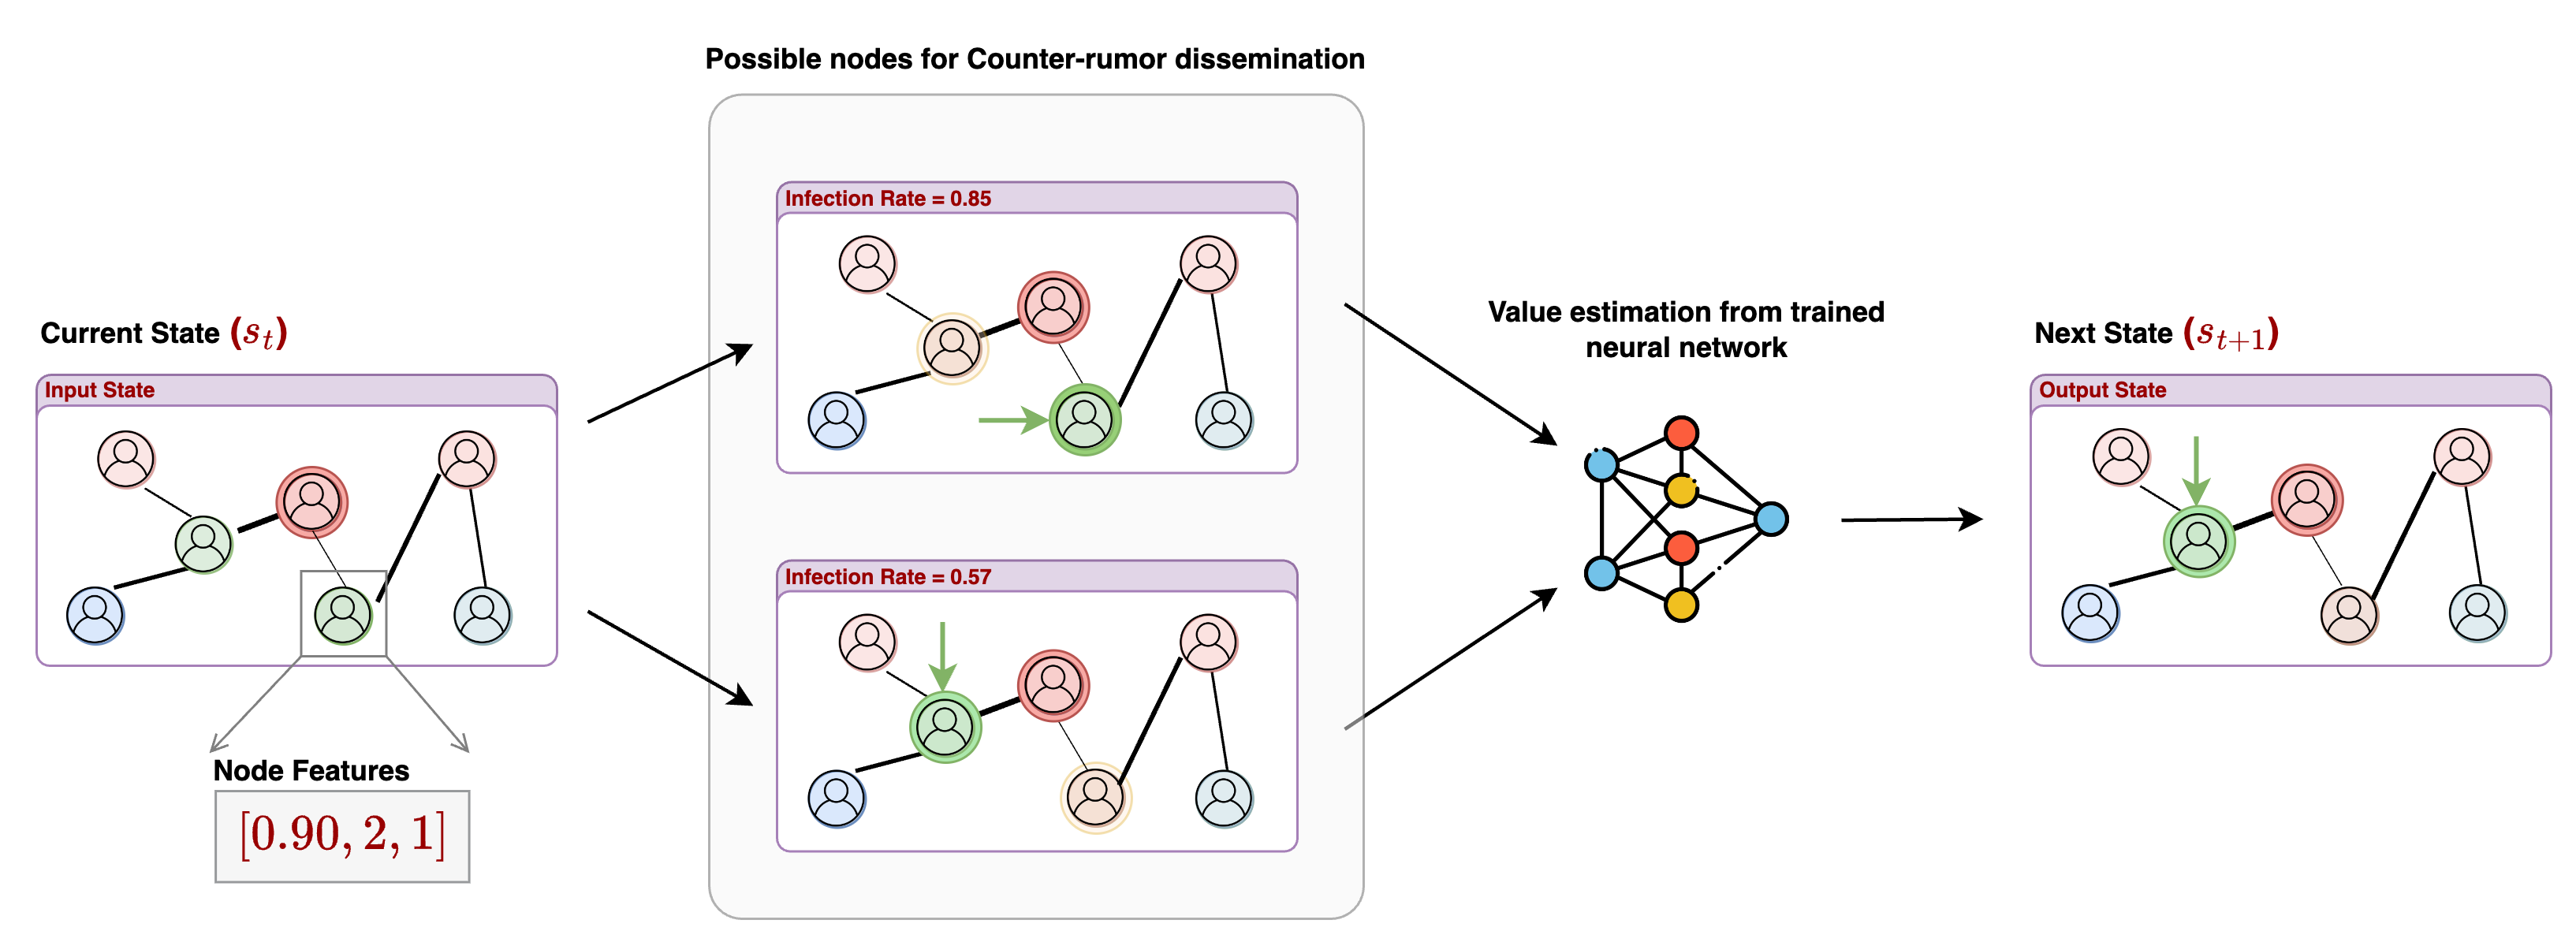 Possible nodes for Counter-rumor dissemination
Infection Rate = 0.85
Current State (s_t)
Input State
Node Features
[0.90, 2, 1]
Infection Rate = 0.57
Value estimation from trained
neural network
Next State (s_{t+1})
Output State